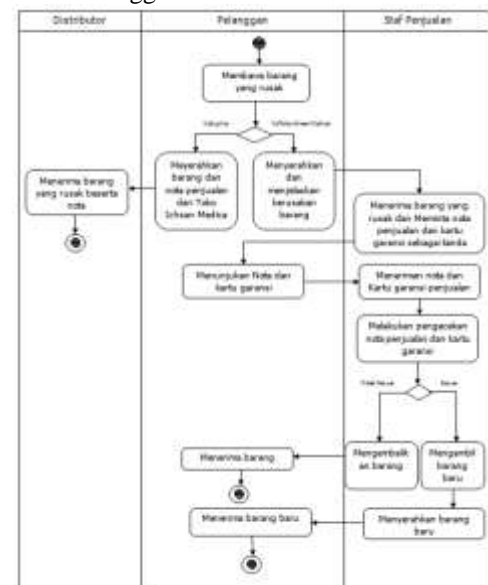 Distributor
Pelanggan
Staf Penjualan
Membawa barang
yang rusak
Meyerahkan
barang dan
nota penjualan
dari Toko
Ichsan Medica
Menyerahkan
dan
menjelaskan
kerusakan
barang
Menerima barang
yang rusak beserta
nota
Menerima barang yang
rusak dan Meminta nota
penjualan dan kartu
garansi sebagai tanda
Menunjukan Nota dan
kartu garansi
Menerima nota dan
Kartu garansi penjualan
Melakukan pengecekan
nota penjualan dan kartu
garansi
Menerima barang
Mengembalik
an barang
Mengambil
barang
baru
Menerima barang baru
Menyerahkan barang
baru